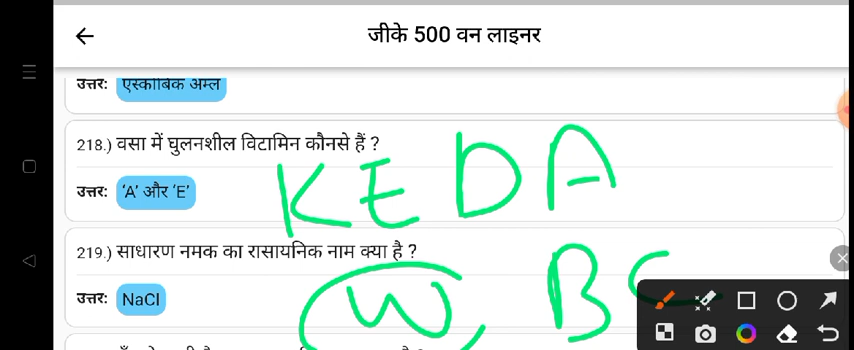 जीके 500 वन लाइनर
उत्तर: एस्कॉर्बिक अम्ल
218.) वसा में घुलनशील विटामिन कौनसे हैं ?
उत्तर: 'A' और 'E'
KEDA
219.) साधारण नमक का रासायनिक नाम क्या है ?
उत्तर: NaCl
W, BC